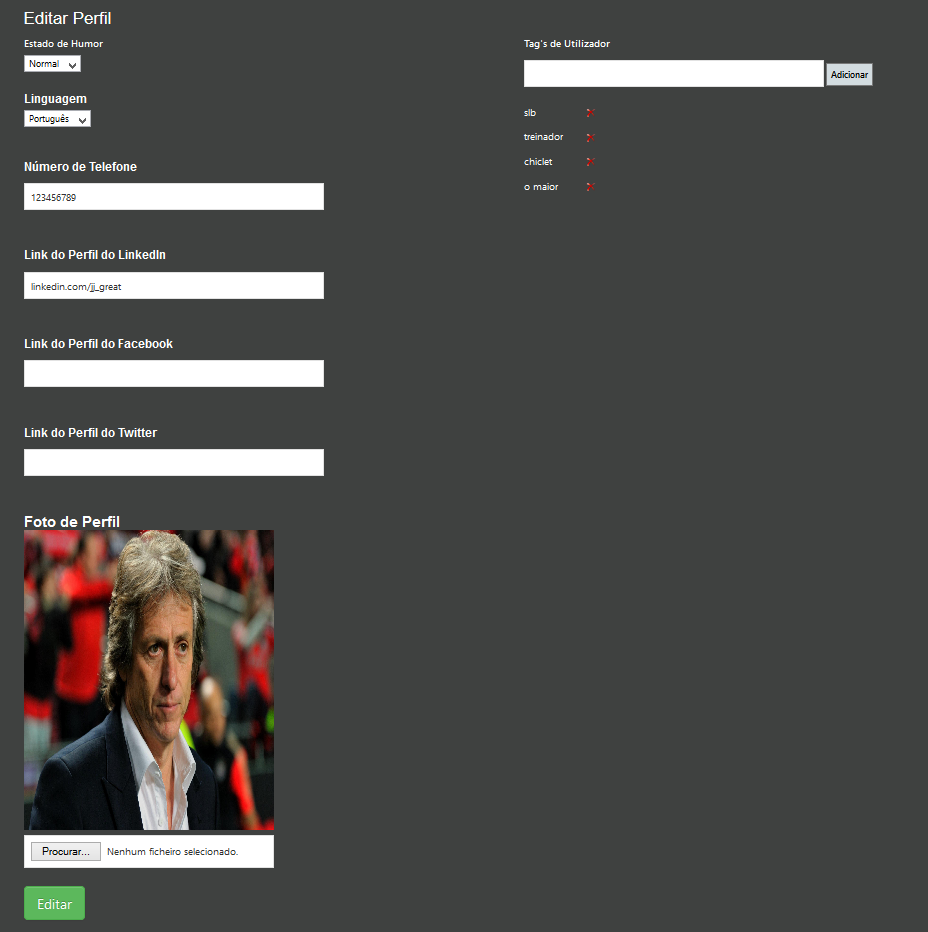 Editar Perfil
Estado de Humor
Normal
Linguagem
Português
Número de Telefone
123456789
Link do Perfil do LinkedIn
linkedin.com/jj_great
Link do Perfil do Facebook
Link do Perfil do Twitter
Foto de Perfil
Procurar... Nenhum ficheiro selecionado.
Editar
Tag's de Utilizador
Adicionar
slb
treinador
chiclet
o maior